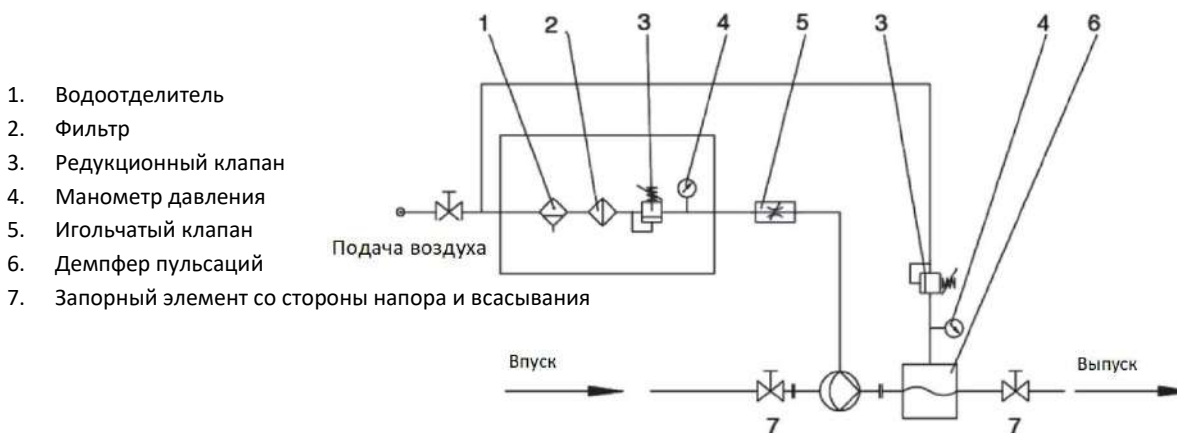 1 2 3 4 5 3 4 6
1. Водоотделитель
2. Фильтр
3. Редукционный клапан
4. Манометр давления
5. Игольчатый клапан
6. Демпфер пульсаций
7. Запорный элемент со стороны напора и всасывания
Подача воздуха
Впуск
Выпуск
7 7